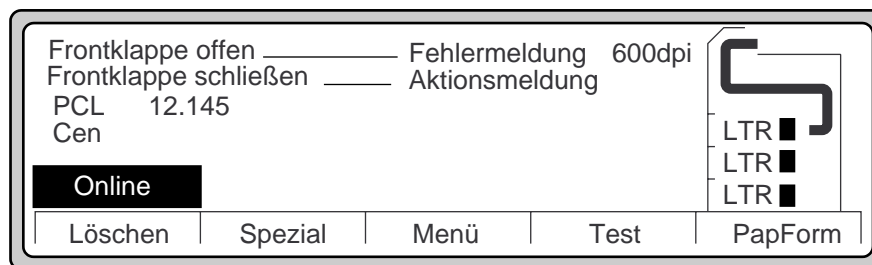 Frontklappe offen Fehlermeldung 600dpi
Frontklappe schließen Aktionsmeldung
PCL 12.145
Cen
LTR
LTR
Online
LTR
Löschen Spezial Menü Test PapForm